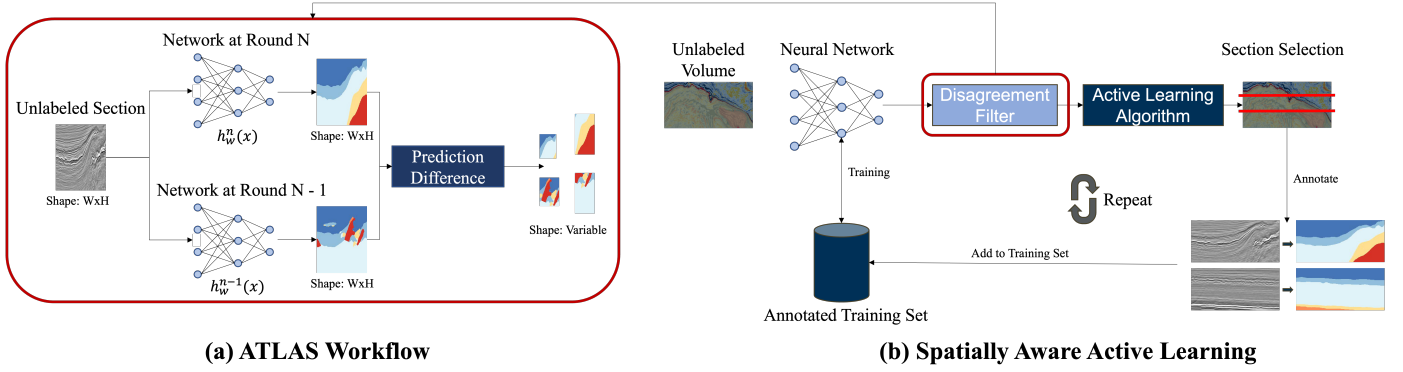 Network at Round N
Unlabeled Section
Shape: WxH
h_w^n(x)
Shape: WxH
Prediction
Difference
Shape: Variable
Network at Round N - 1
h_w^{n-1}(x)
Shape: WxH
(a) ATLAS Workflow
Unlabeled
Volume
Neural Network
Section Selection
Disagreement
Filter
Active Learning
Algorithm
Training
Annotate
Repeat
Add to Training Set
Annotated Training Set
(b) Spatially Aware Active Learning